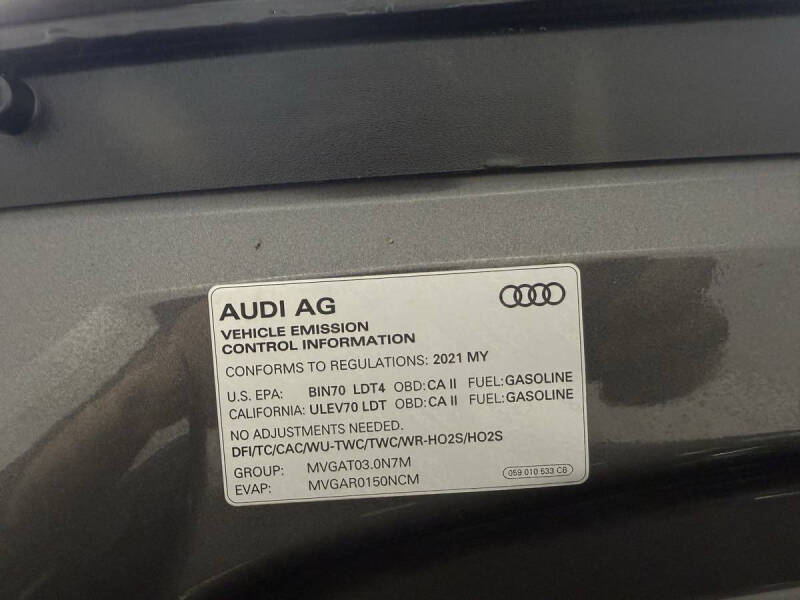 AUDI AG
VEHICLE EMISSION
CONTROL INFORMATION
CONFORMS TO REGULATIONS: 2021 MY
U.S. EPA: BIN70 LDT4 OBD:CA II FUEL:GASOLINE
CALIFORNIA: ULEV70 LDT OBD:CA II FUEL:GASOLINE
NO ADJUSTMENTS NEEDED.
DFI/TC/CAC/WU-TWC/TWC/WR-HO2S/HO2S
GROUP: MVGAT03.0N7M
EVAP: MVGAR0150NCM
059 010 533 CB